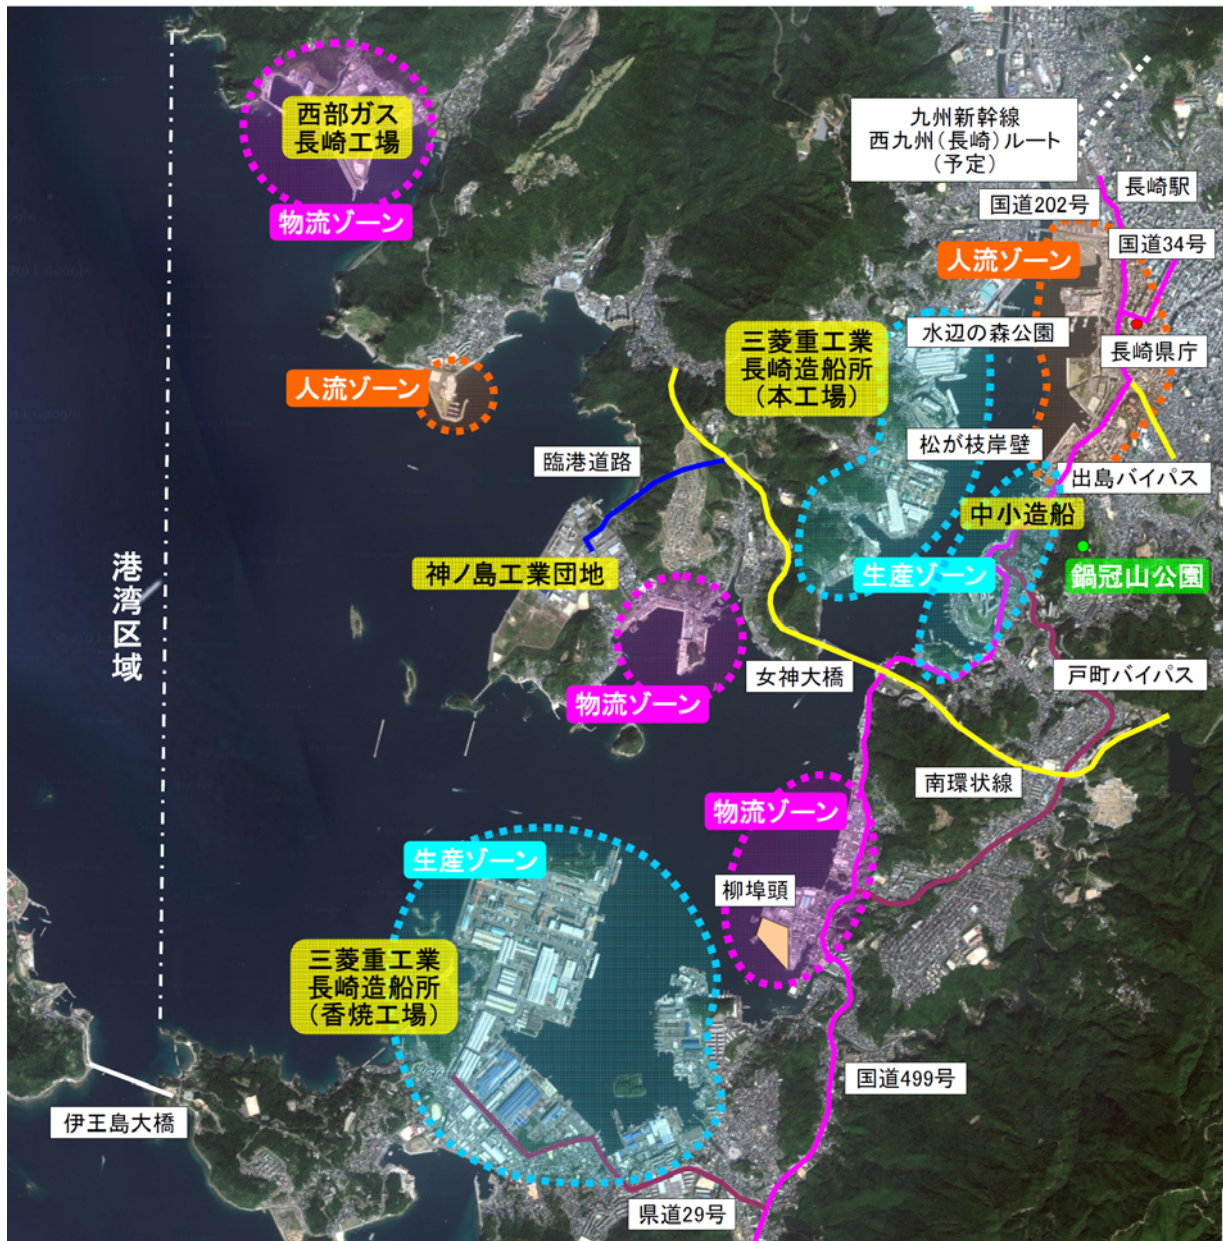 西部ガス
長崎工場
物流ゾーン
九州新幹線
西九州(長崎)ルート
(予定)
長崎駅
国道202号
国道34号
人流ゾーン
水辺の森公園
長崎県庁
三菱重工業
長崎造船所
(本工場)
人流ゾーン
松が枝岸壁
臨港道路
出島バイパス
中小造船
神ノ島工業団地
生産ゾーン
鍋冠山公園
港湾区域
女神大橋
戸町バイパス
物流ゾーン
南環状線
物流ゾーン
生産ゾーン
柳埠頭
三菱重工業
長崎造船所
(香焼工場)
国道499号
伊王島大橋
県道29号